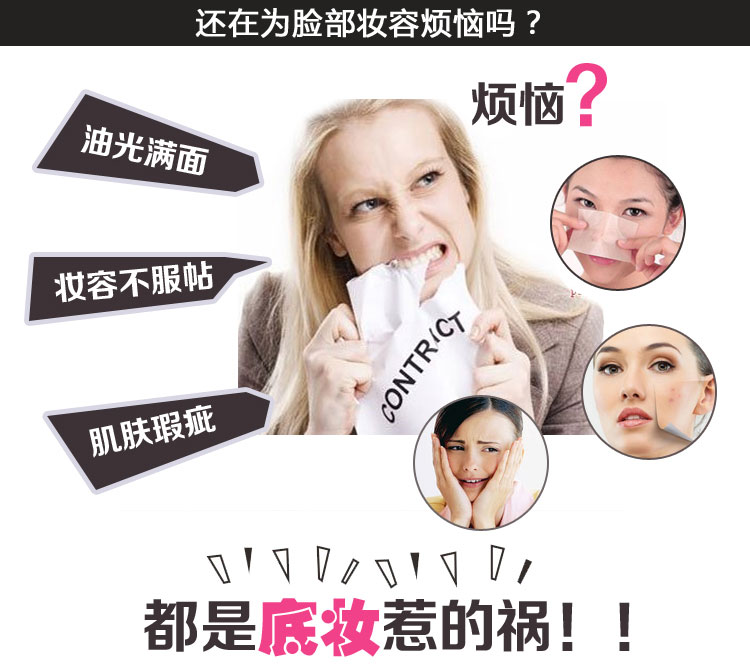 还在为脸部妆容烦恼吗？
烦恼?
油光满面
妆容不服帖
肌肤瑕疵
CONTRACT
都是底妆惹的祸！！